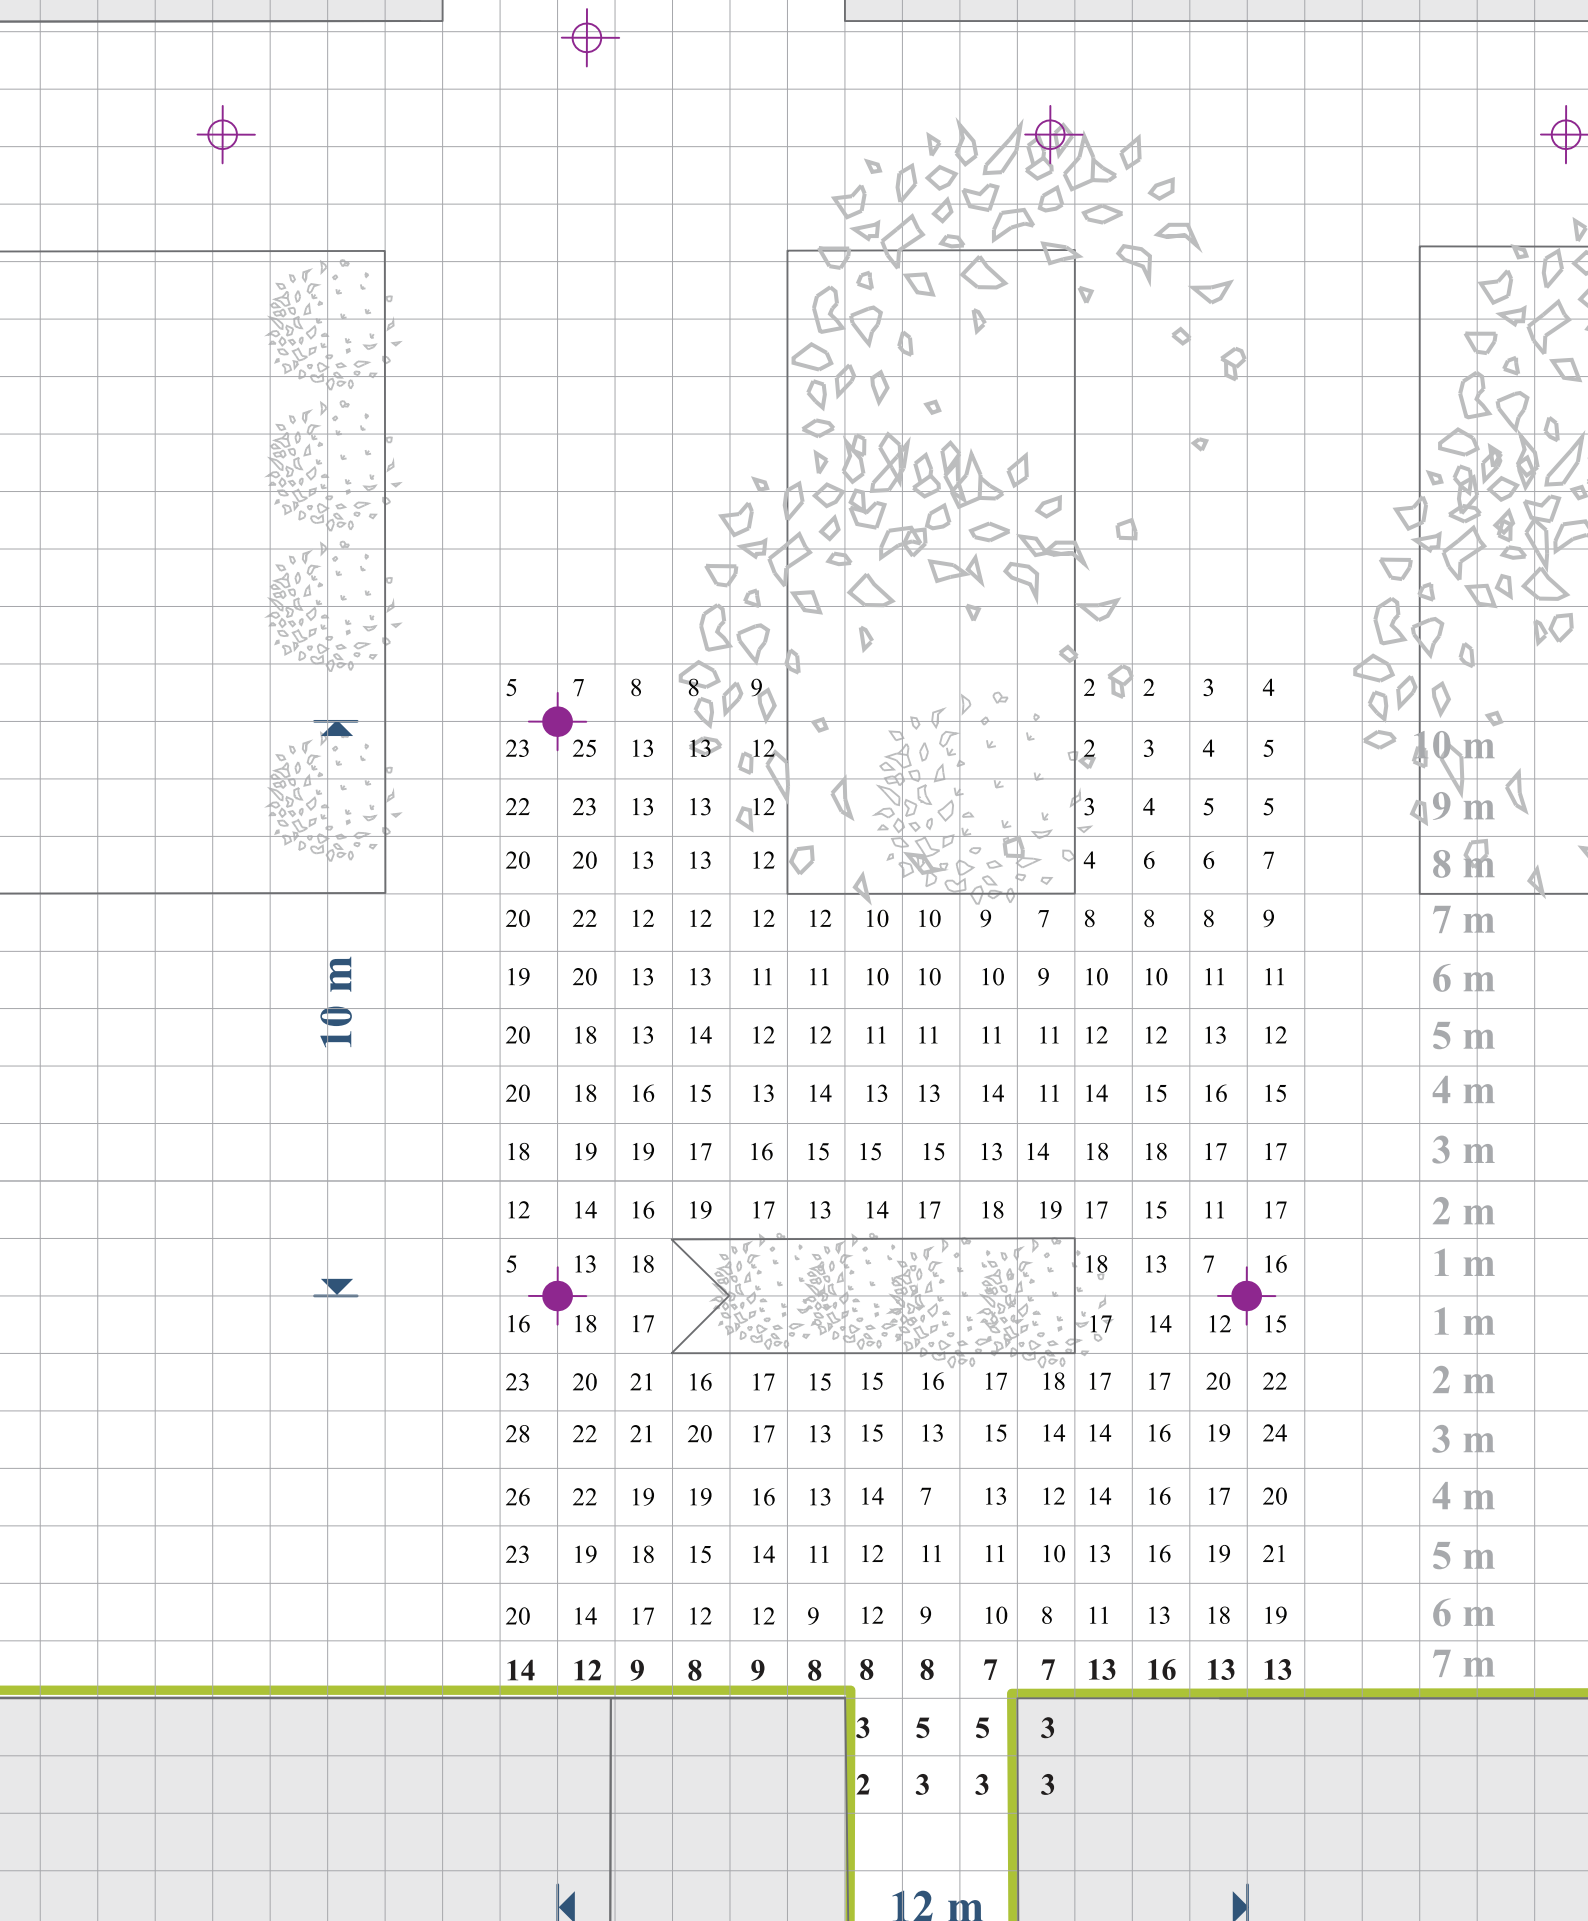 5 7 8 8 9 2 2 3 4
23 25 13 13 12 2 3 4 5 10 m
22 23 13 13 12 3 4 5 5 9 m
20 20 13 13 12 4 6 6 7 8 m
20 22 12 12 12 12 10 10 9 7 8 8 8 9 7 m
10 m
19 20 13 13 11 11 10 10 10 9 10 10 11 11 6 m
20 18 13 14 12 12 11 11 11 11 12 12 13 12 5 m
20 18 16 15 13 14 13 13 14 11 14 15 16 15 4 m
18 19 19 17 16 15 15 15 13 14 18 18 17 17 3 m
12 14 16 19 17 13 14 17 18 19 17 15 11 17 2 m
5 13 18 18 13 7 16 1 m
16 18 17 17 14 12 15 1 m
23 20 21 16 17 15 15 16 17 18 17 17 20 22 2 m
28 22 21 20 17 13 15 13 15 14 14 16 19 24 3 m
26 22 19 19 16 13 14 7 13 12 14 16 17 20 4 m
23 19 18 15 14 11 12 11 11 10 13 16 19 21 5 m
20 14 17 12 12 9 12 9 10 8 11 13 18 19 6 m
14 12 9 8 9 8 8 8 7 7 13 16 13 13 7 m
3 5 5 3
2 3 3 3
12 m